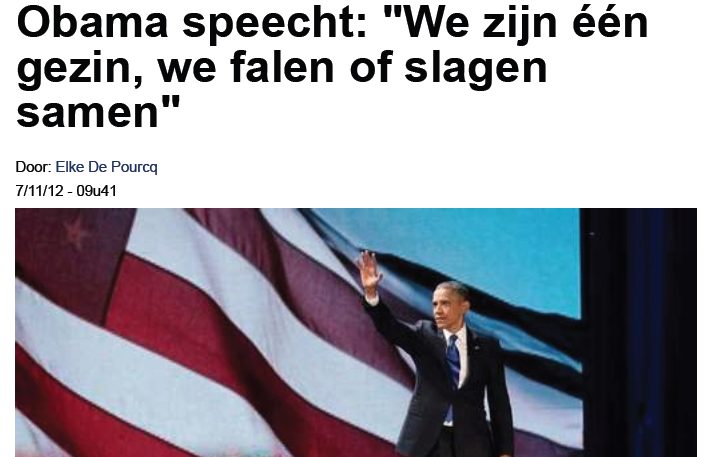 Obama speecht: "We zijn één
gezin, we falen of slagen
samen"
Door: Elke De Pourcq
7/11/12 - 09u41